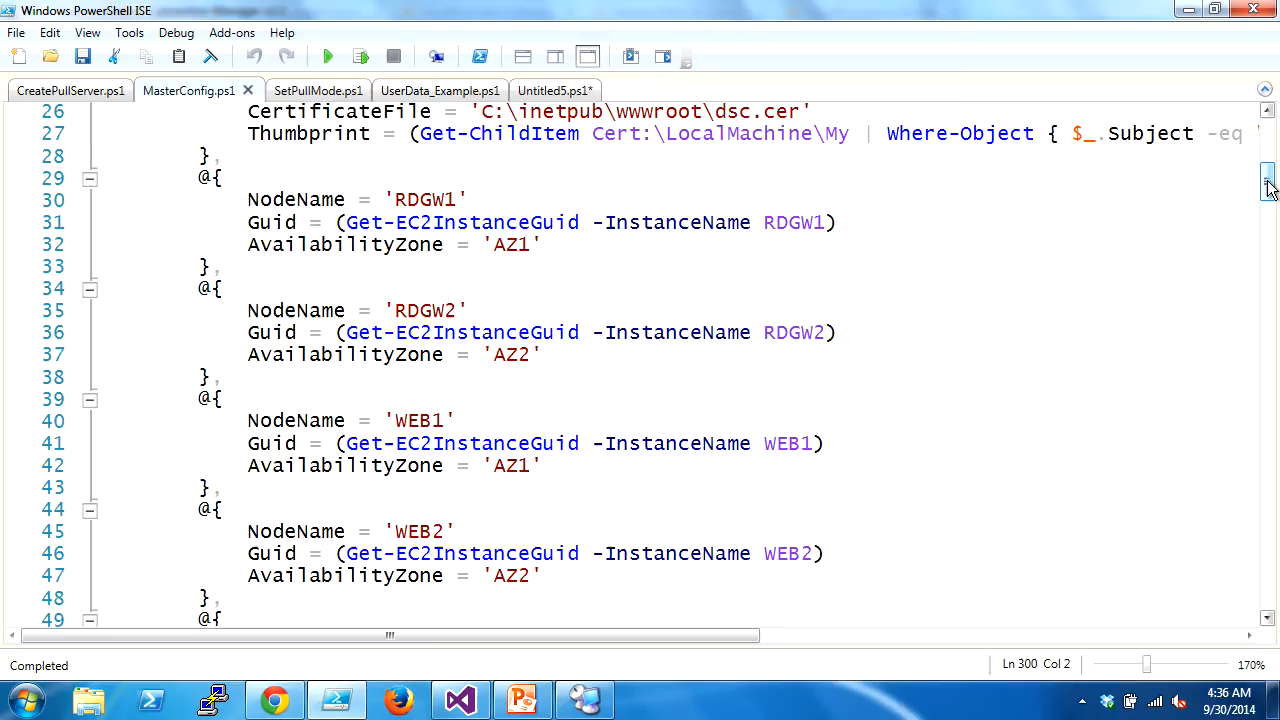 Windows PowerShell ISE
File Edit View Tools Debug Add-ons Help
CreatePullServer.ps1 MasterConfig.ps1 SetPullMode.ps1 UserData_Example.ps1 Untitled5.ps1*
26 CertificateFile = 'C:\inetpub\wwwroot\dsc.cer'
27 Thumbprint = (Get-ChildItem Cert:\LocalMachine\My | Where-Object { $_.Subject -eq '
28 },
29 @{
30 NodeName = 'RDGW1'
31 Guid = (Get-EC2InstanceGuid -InstanceName RDGW1)
32 AvailabilityZone = 'AZ1'
33 },
34 @{
35 NodeName = 'RDGW2'
36 Guid = (Get-EC2InstanceGuid -InstanceName RDGW2)
37 AvailabilityZone = 'AZ2'
38 },
39 @{
40 NodeName = 'WEB1'
41 Guid = (Get-EC2InstanceGuid -InstanceName WEB1)
42 AvailabilityZone = 'AZ1'
43 },
44 @{
45 NodeName = 'WEB2'
46 Guid = (Get-EC2InstanceGuid -InstanceName WEB2)
47 AvailabilityZone = 'AZ2'
48 },
49 @{
Completed Ln 300 Col 2 170%
4:36 AM
9/30/2014